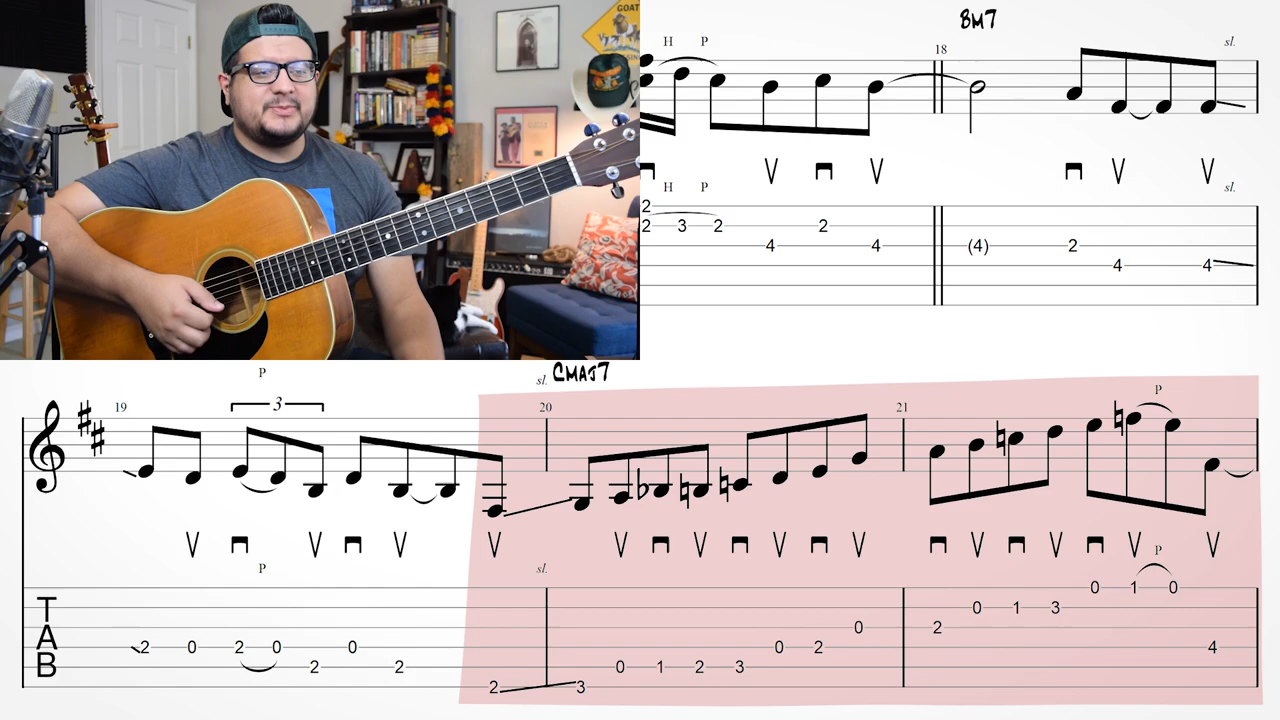 GOAT
BM7
H P
18
sl.
H P
sl.
2
2 3 2 4 2 4 (4) 2 4 4
P
sl.
CMAJ7
19
3
20
21
P
P
sl.
P
T
A
B
2 0 2 0 2 0 2 2 3 0 1 2 3 0 2 0 2 0 1 3 0 1 0 4